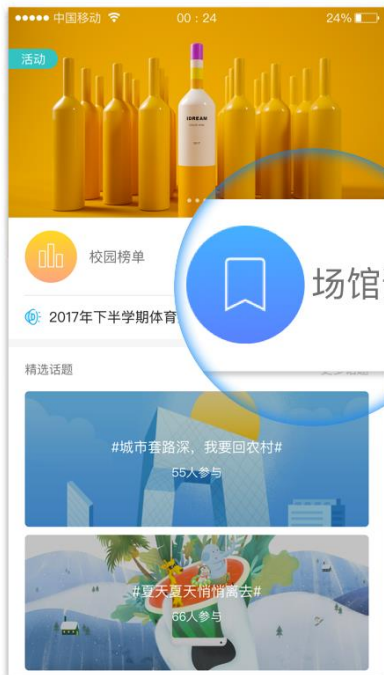 中国移动
00：24
24%
活动
IDREAM
校园榜单
场馆
2017年下半学期体育
精选话题
#城市套路深，我要回农村#
55人参与
#夏天夏天悄悄离去#
66人参与